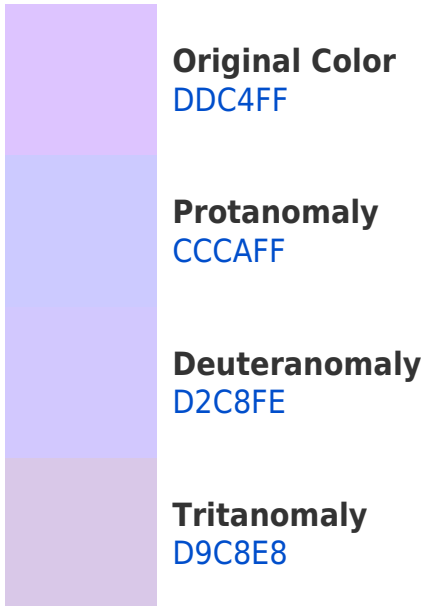 Original Color
DDC4FF
Protanomaly
CCCAFF
Deuteranomaly
D2C8FE
Tritanomaly
D9C8E8